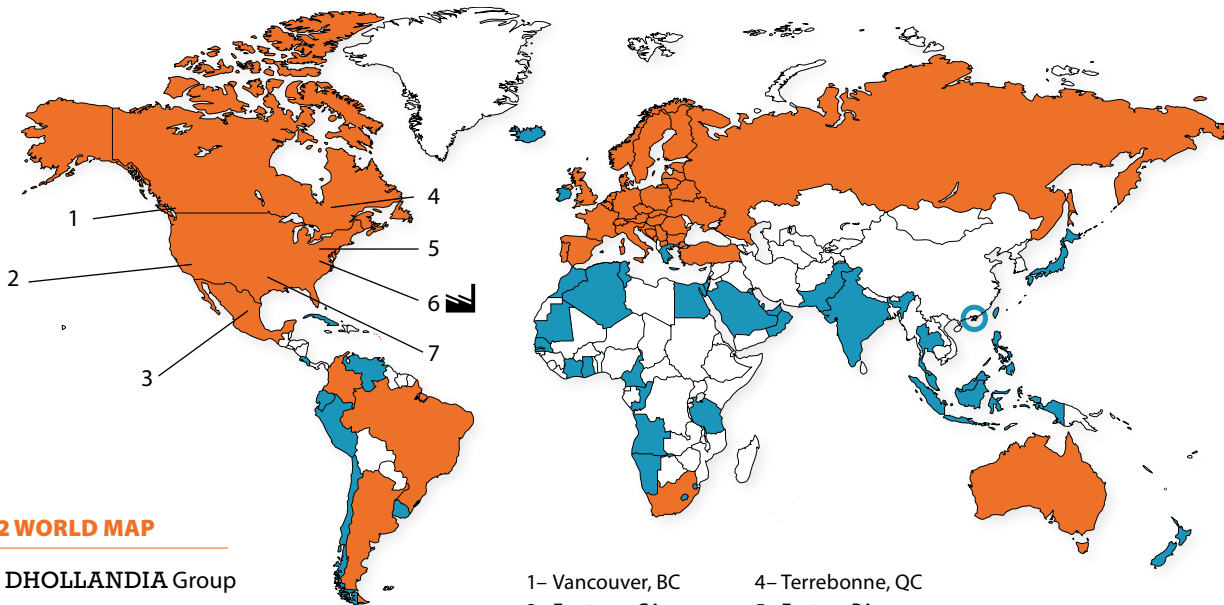 1
2
3
4
5
6
7
2 WORLD MAP
DHOLLANDIA Group
1– Vancouver, BC
4– Terrebonne, QC